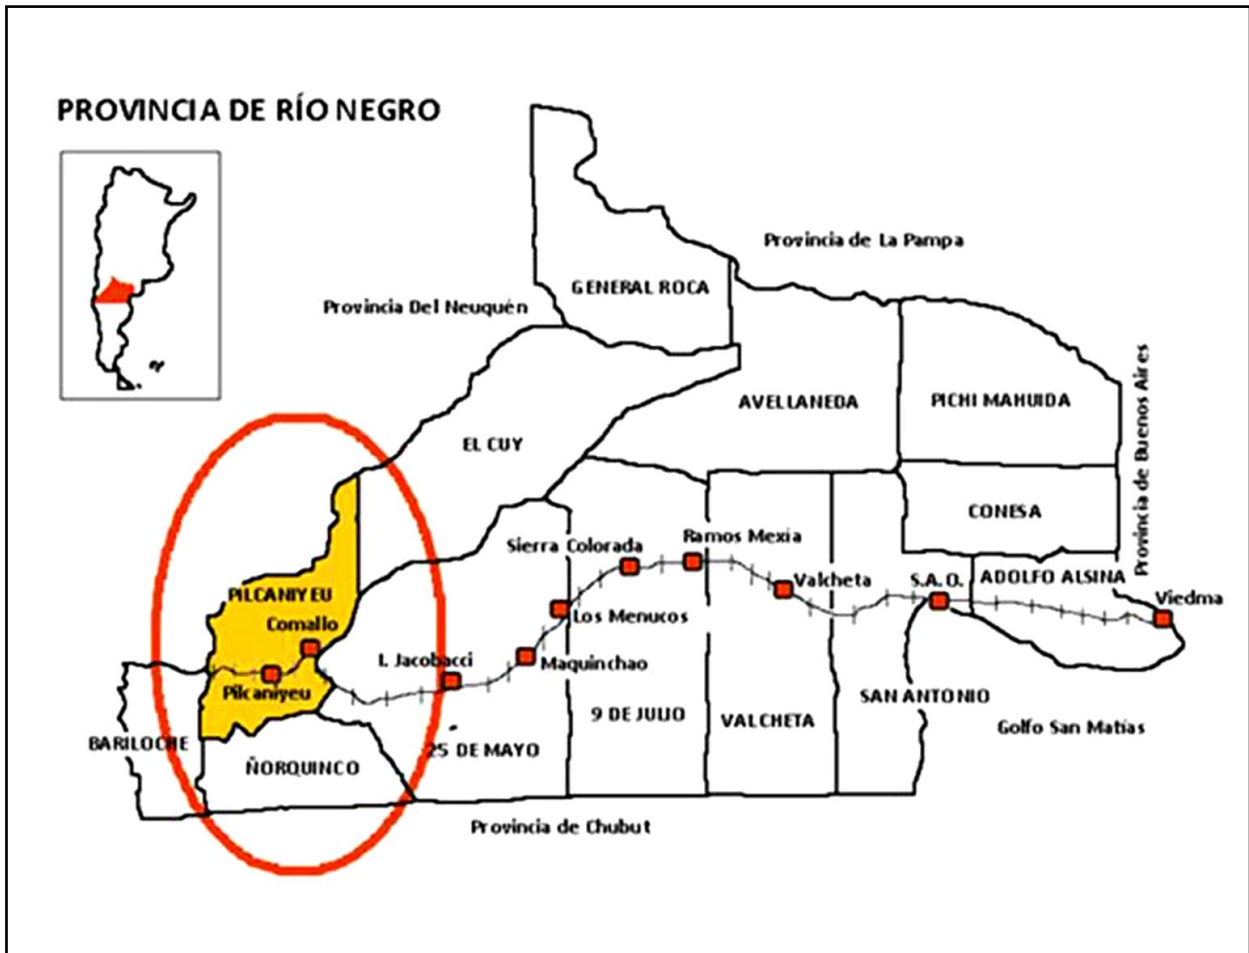 PROVINCIA DE RÍO NEGRO
Provincia de La Pampa
GENERAL ROCA
Provincia Del Neuquén
Provincia de Buenos Aires
AVELLANEDA
PICHI MAHUIDA
EL CUY
CONESA
Ramos Mexia
Sierra Colorada
ADOLFO ALSINA
Valcheta
S.A.O.
PILCANIYEU
Viedma
Los Menucos
Comallo
I. Jacobacci
Maquinchao
Pilcaniyeu
SAN ANTONIO
9 DE JULIO
VALCHETA
Golfo San Matías
BARILOCHE
25 DE MAYO
ÑORQUINCO
Provincia de Chubut